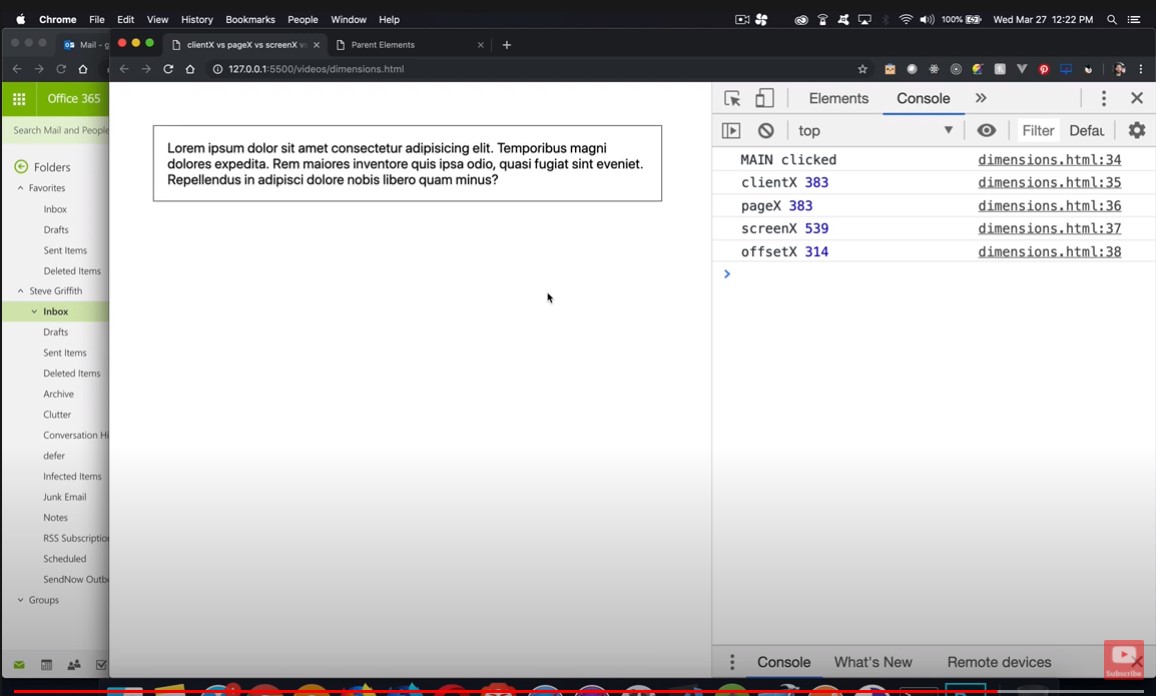 Chrome File Edit View History Bookmarks People Window Help
100% Wed Mar 27 12:22 PM
Mail -
clientX vs pageX vs screenX
Parent Elements
127.0.0.1:5500/videos/dimensions.html
Office 365
Search Mail and People
Folders
Favorites
Inbox
Drafts
Sent Items
Deleted Items
Steve Griffith
Inbox
Drafts
Sent Items
Deleted Items
Archive
Clutter
Conversation Hi
defer
Infected Items
Junk Email
Notes
RSS Subscriptio
Scheduled
SendNow Outb
Groups
Lorem ipsum dolor sit amet consectetur adipisicing elit. Temporibus magni
dolores expedita. Rem maiores inventore quis ipsa odio, quasi fugiat sint eveniet.
Repellendus in adipisci dolore nobis libero quam minus?
Elements Console
top Filter Defau
MAIN clicked dimensions.html:34
clientX 383 dimensions.html:35
pageX 383 dimensions.html:36
screenX 539 dimensions.html:37
offsetX 314 dimensions.html:38
Console What's New Remote devices
Subscribe